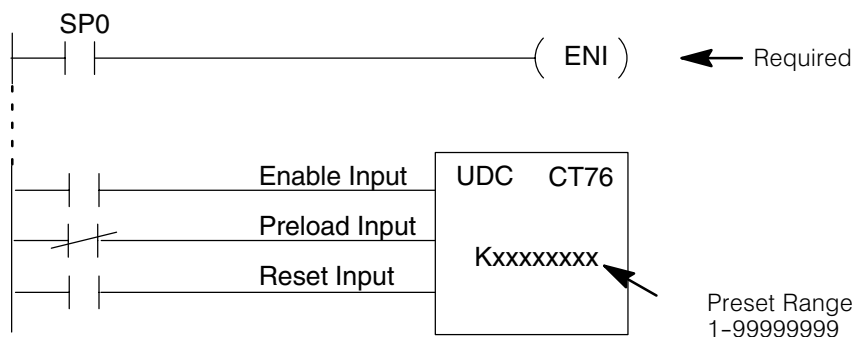 SP0
( ENI )
Required
Enable Input
UDC CT76
Preload Input
Kxxxxxxxx
Reset Input
Preset Range
1-99999999